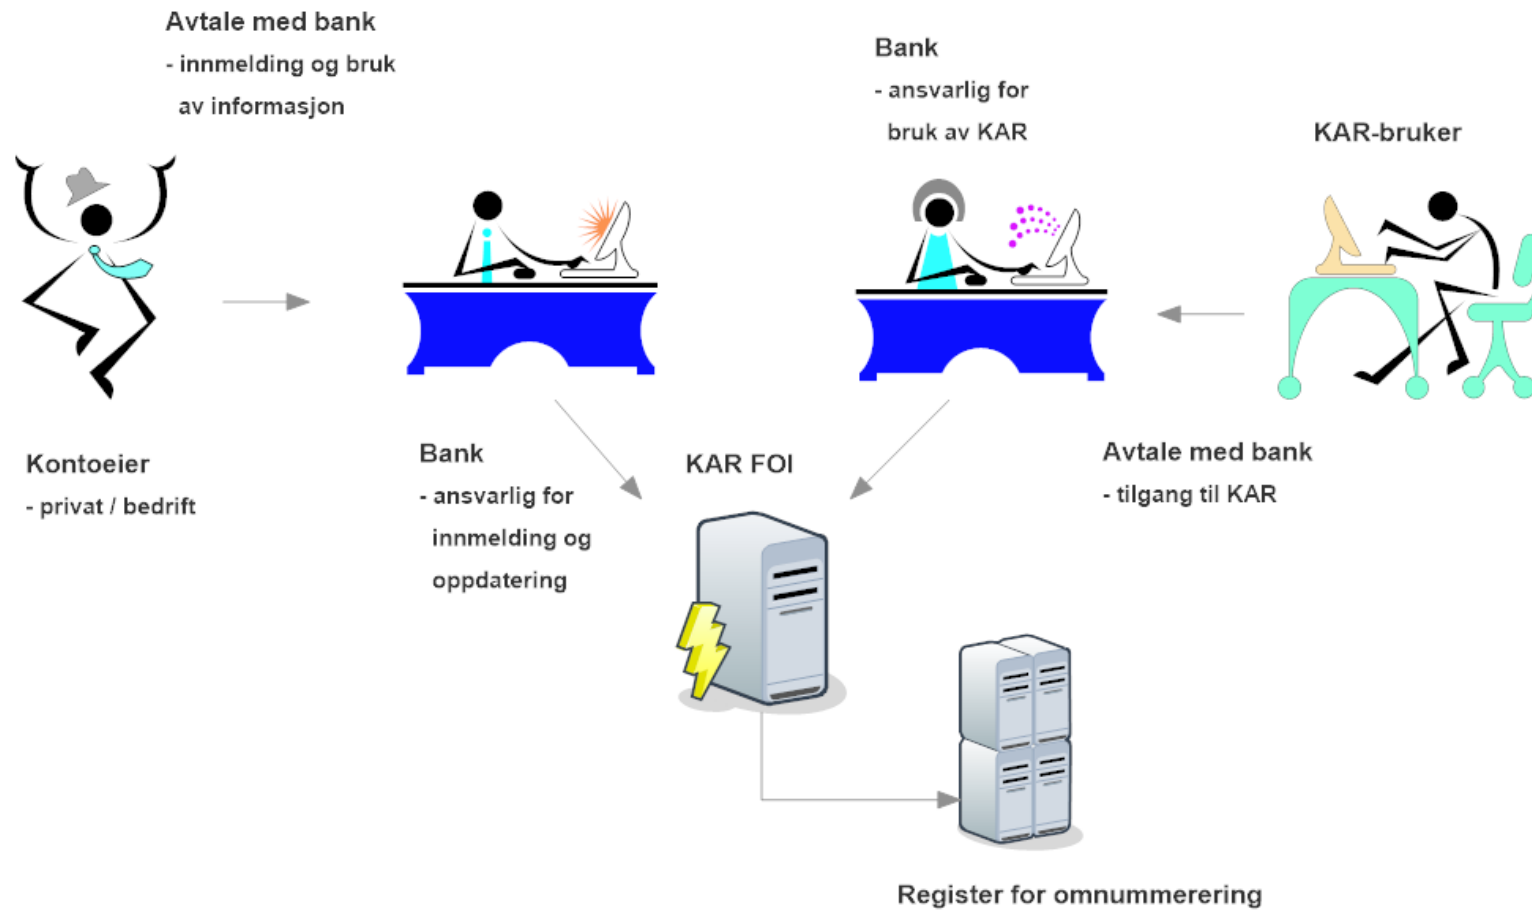 Avtale med bank
- innmelding og bruk
av informasjon
Bank
- ansvarlig for
bruk av KAR
KAR-bruker
Kontoeier
- privat / bedrift
Bank
- ansvarlig for
innmelding og
oppdatering
KAR FOI
Avtale med bank
- tilgang til KAR
Register for omnummerering